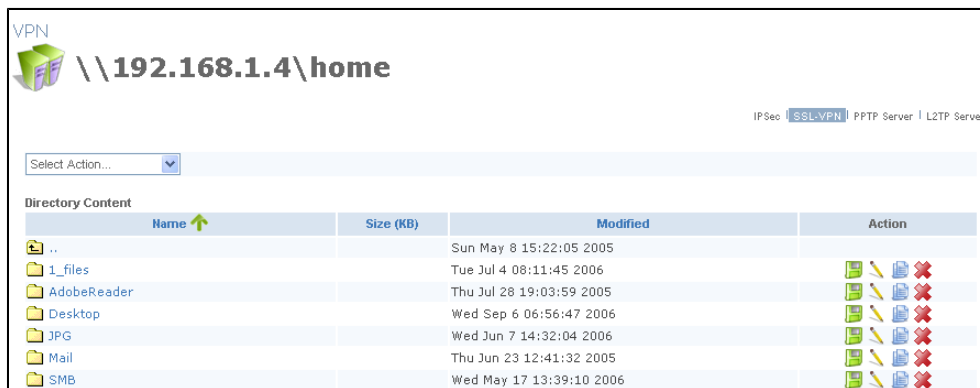 VPN
\\192.168.1.4\home
IPSec | SSL-VPN | PPTP Server | L2TP Serve
Select Action...
Directory Content
Name Size (KB) Modified Action
.. Sun May 8 15:22:05 2005
1_files Tue Jul 4 08:11:45 2006
AdobeReader Thu Jul 28 19:03:59 2005
Desktop Wed Sep 6 06:56:47 2006
JPG Wed Jun 7 14:32:04 2006
Mail Thu Jun 23 12:41:32 2005
SMB Wed May 17 13:39:10 2006